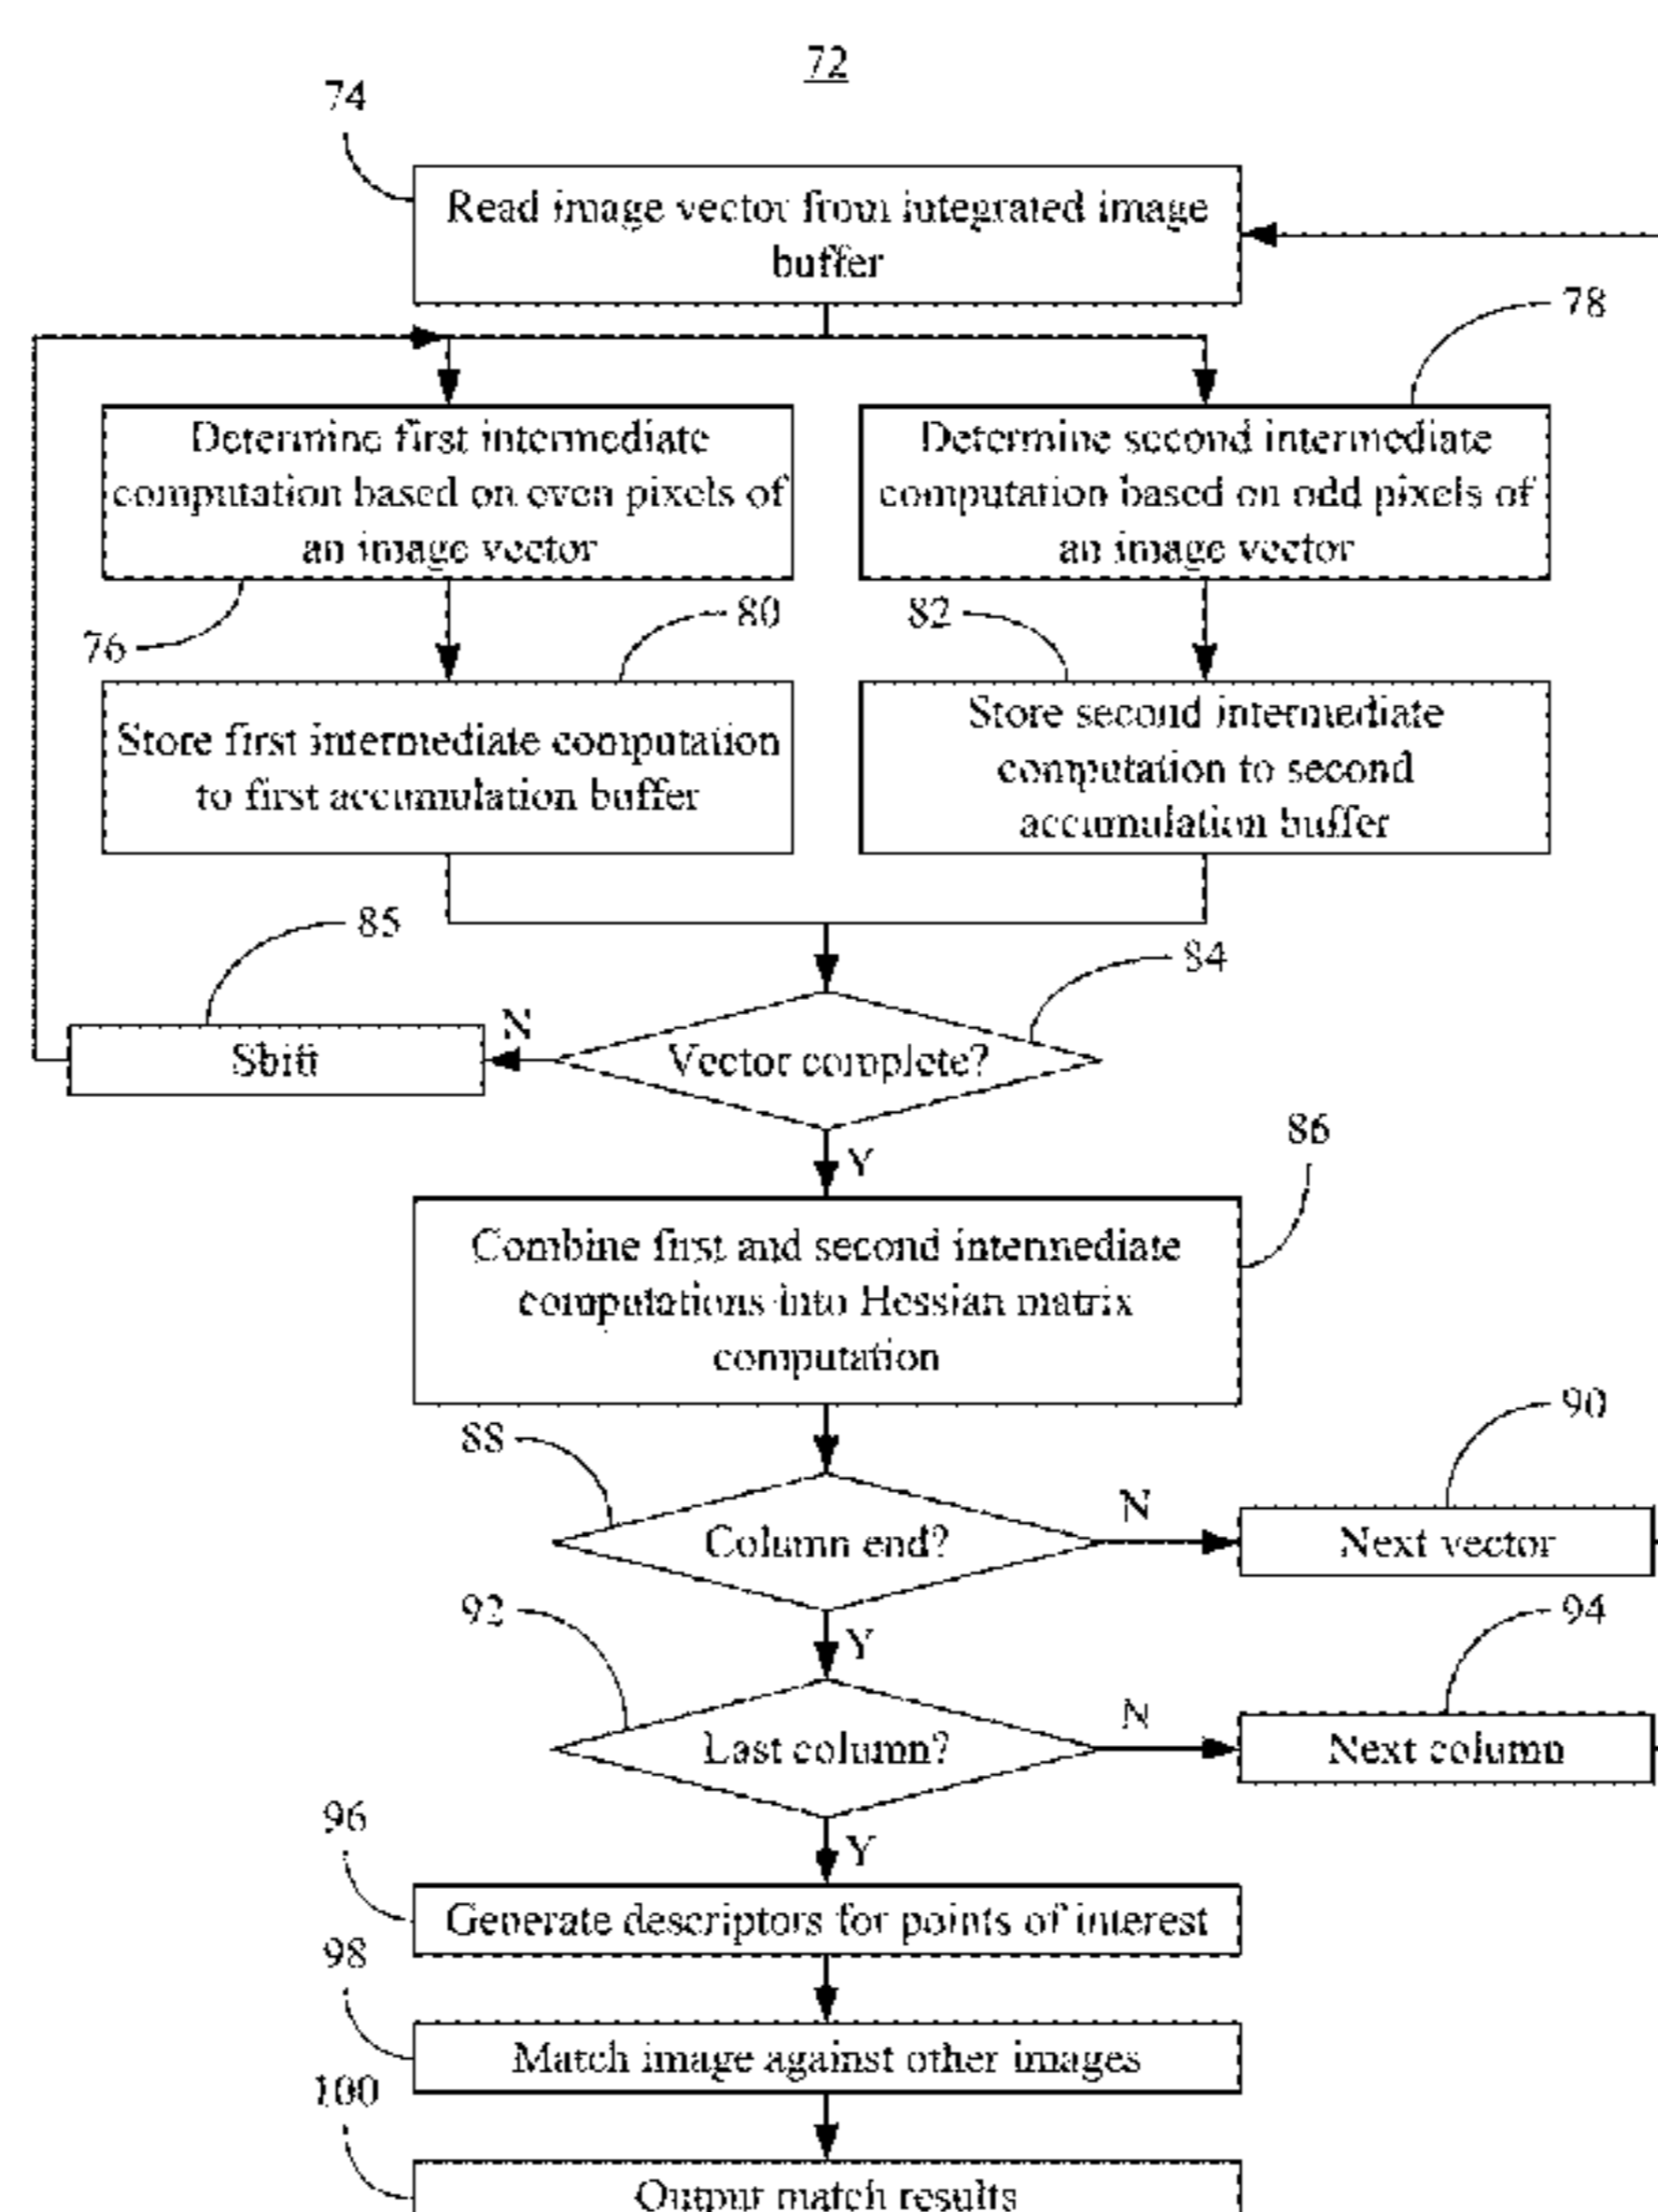 72
74
Read image vector from integrated image
buffer
78
Determine first intermediate
computation based on even pixels of
an image vector
Determine second intermediate
computation based on odd pixels of
an image vector
76
80
82
Store first intermediate computation
to first accumulation buffer
Store second intermediate
computation to second
accumulation buffer
85
84
N
Shift
Vector complete?
Y
86
Combine first and second intermediate
computations into Hessian matrix
computation
88
90
Column end?
N
Next vector
Y
92
94
Last column?
N
Next column
Y
96
Generate descriptors for points of interest
98
Match image against other images
100
Output match results